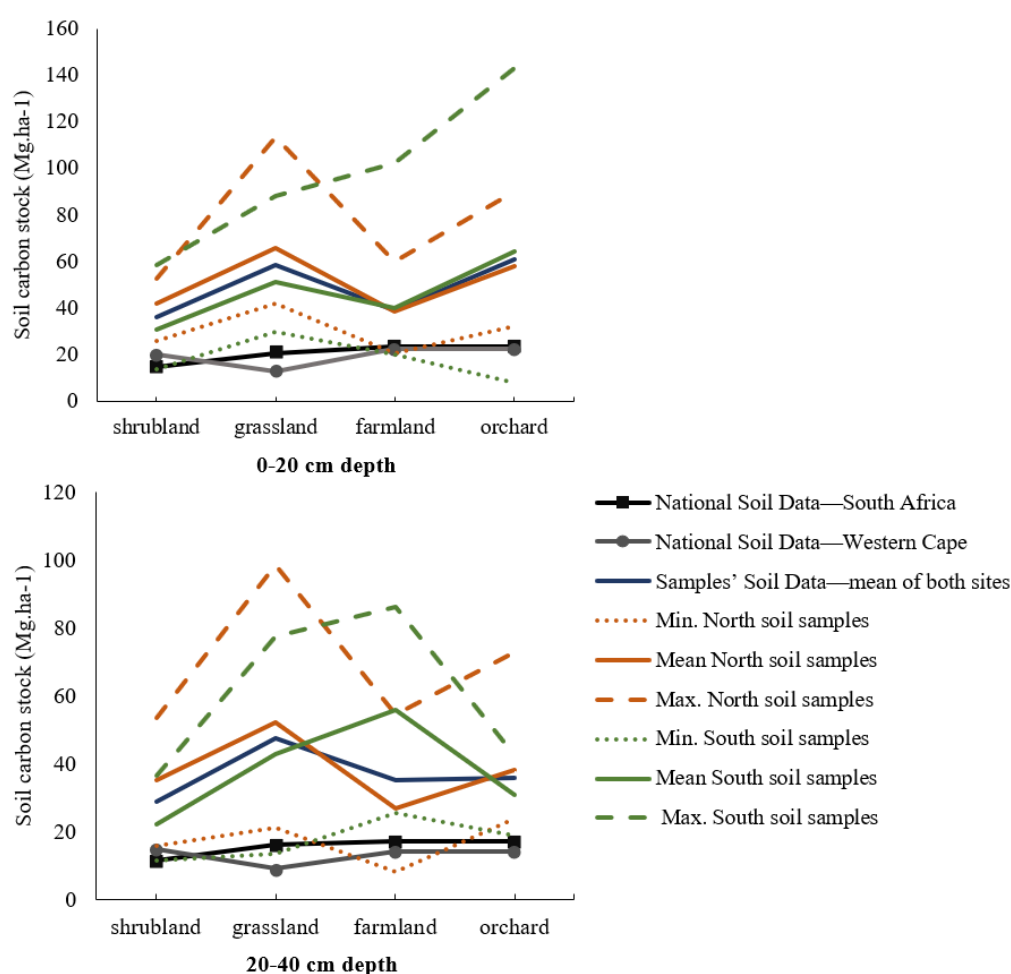 Soil carbon stock (Mg.ha-1)
160
140
120
100
80
60
40
20
0
shrubland grassland farmland orchard
0-20 cm depth
Soil carbon stock (Mg.ha-1)
120
100
80
60
40
20
0
shrubland grassland farmland orchard
20-40 cm depth
National Soil Data—South Africa
National Soil Data—Western Cape
Samples’ Soil Data—mean of both sites
Min. North soil samples
Mean North soil samples
Max. North soil samples
Min. South soil samples
Mean South soil samples
Max. South soil samples